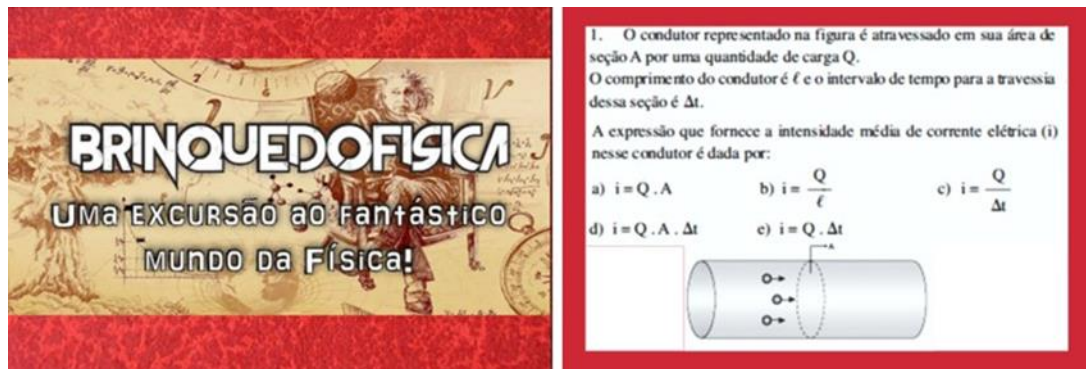 BRINQUEDOFISICA
UMa EXCURSãO aO FantástiCO
MUNDO Da FísiCa!
1. O condutor representado na figura é atravessado em sua área de
seção A por uma quantidade de carga Q.
O comprimento do condutor é ℓ e o intervalo de tempo para a travessia
dessa seção é Δt.
A expressão que fornece a intensidade média de corrente elétrica (i)
nesse condutor é dada por:
a) i = Q . A b) i = Q/ℓ c) i = Q/Δt
d) i = Q . A . Δt e) i = Q . Δt
A